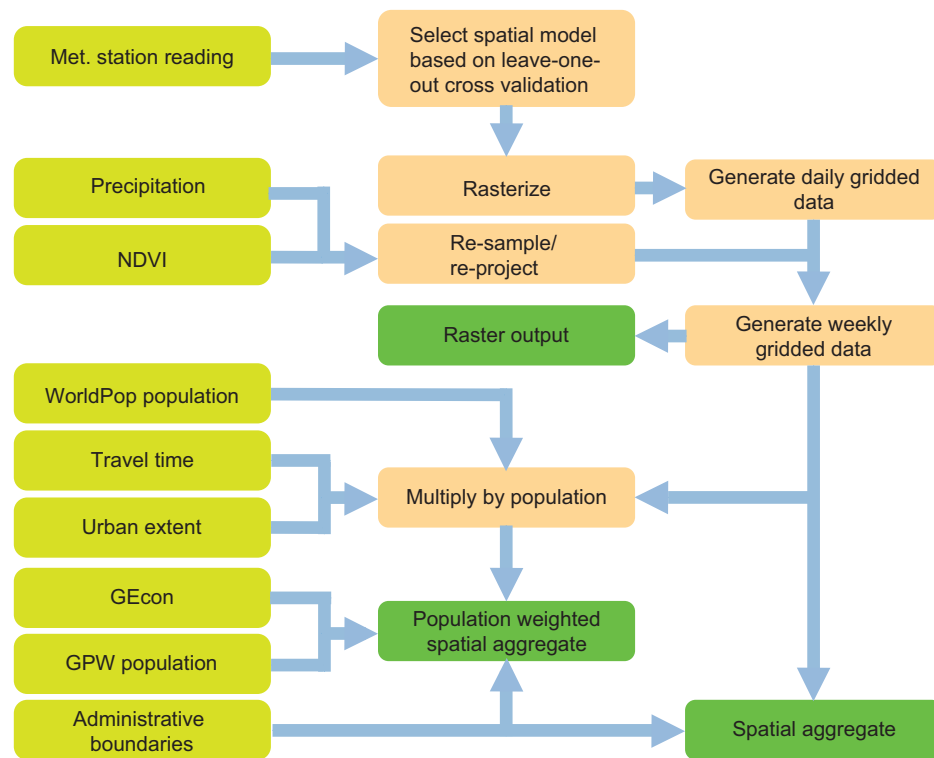 Met. station reading
Select spatial model
based on leave-one-
out cross validation
Precipitation
Rasterize
Generate daily gridded
data
NDVI
Re-sample/
re-project
Raster output
Generate weekly
gridded data
WorldPop population
Travel time
Multiply by population
Urban extent
GEcon
Population weighted
spatial aggregate
GPW population
Administrative
boundaries
Spatial aggregate